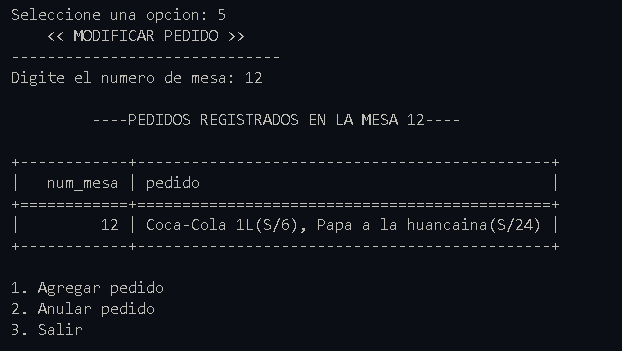 Seleccione una opcion: 5
<< MODIFICAR PEDIDO >>
------------------------------
Digite el numero de mesa: 12
----PEDIDOS REGISTRADOS EN LA MESA 12----
+------------+----------------------------------------------+
|   num_mesa | pedido                                       |
+============+==============================================+
|         12 | Coca-Cola 1L(S/6), Papa a la huancaina(S/24) |
+------------+----------------------------------------------+
1. Agregar pedido
2. Anular pedido
3. Salir